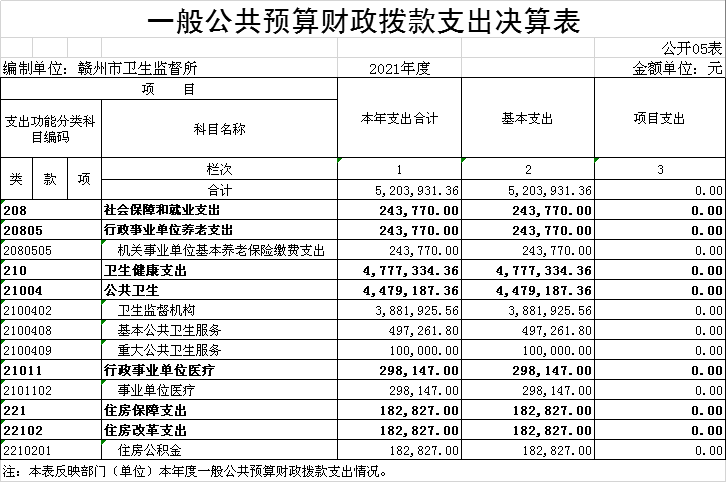 一般公共预算财政拨款支出决算表
公开05表
编制单位：赣州市卫生监督所 2021年度 金额单位：元
项 目 本年支出合计 基本支出 项目支出
支出功能分类科目编码 科目名称
类 款 项 栏次 1 2 3
合计 5,203,931.36 5,203,931.36 0.00
208 社会保障和就业支出 243,770.00 243,770.00 0.00
20805 行政事业单位养老支出 243,770.00 243,770.00 0.00
2080505 机关事业单位基本养老保险缴费支出 243,770.00 243,770.00 0.00
210 卫生健康支出 4,777,334.36 4,777,334.36 0.00
21004 公共卫生 4,479,187.36 4,479,187.36 0.00
2100402 卫生监督机构 3,881,925.56 3,881,925.56 0.00
2100408 基本公共卫生服务 497,261.80 497,261.80 0.00
2100409 重大公共卫生服务 100,000.00 100,000.00 0.00
21011 行政事业单位医疗 298,147.00 298,147.00 0.00
2101102 事业单位医疗 298,147.00 298,147.00 0.00
221 住房保障支出 182,827.00 182,827.00 0.00
22102 住房改革支出 182,827.00 182,827.00 0.00
2210201 住房公积金 182,827.00 182,827.00 0.00
注：本表反映部门（单位）本年度一般公共预算财政拨款支出情况。